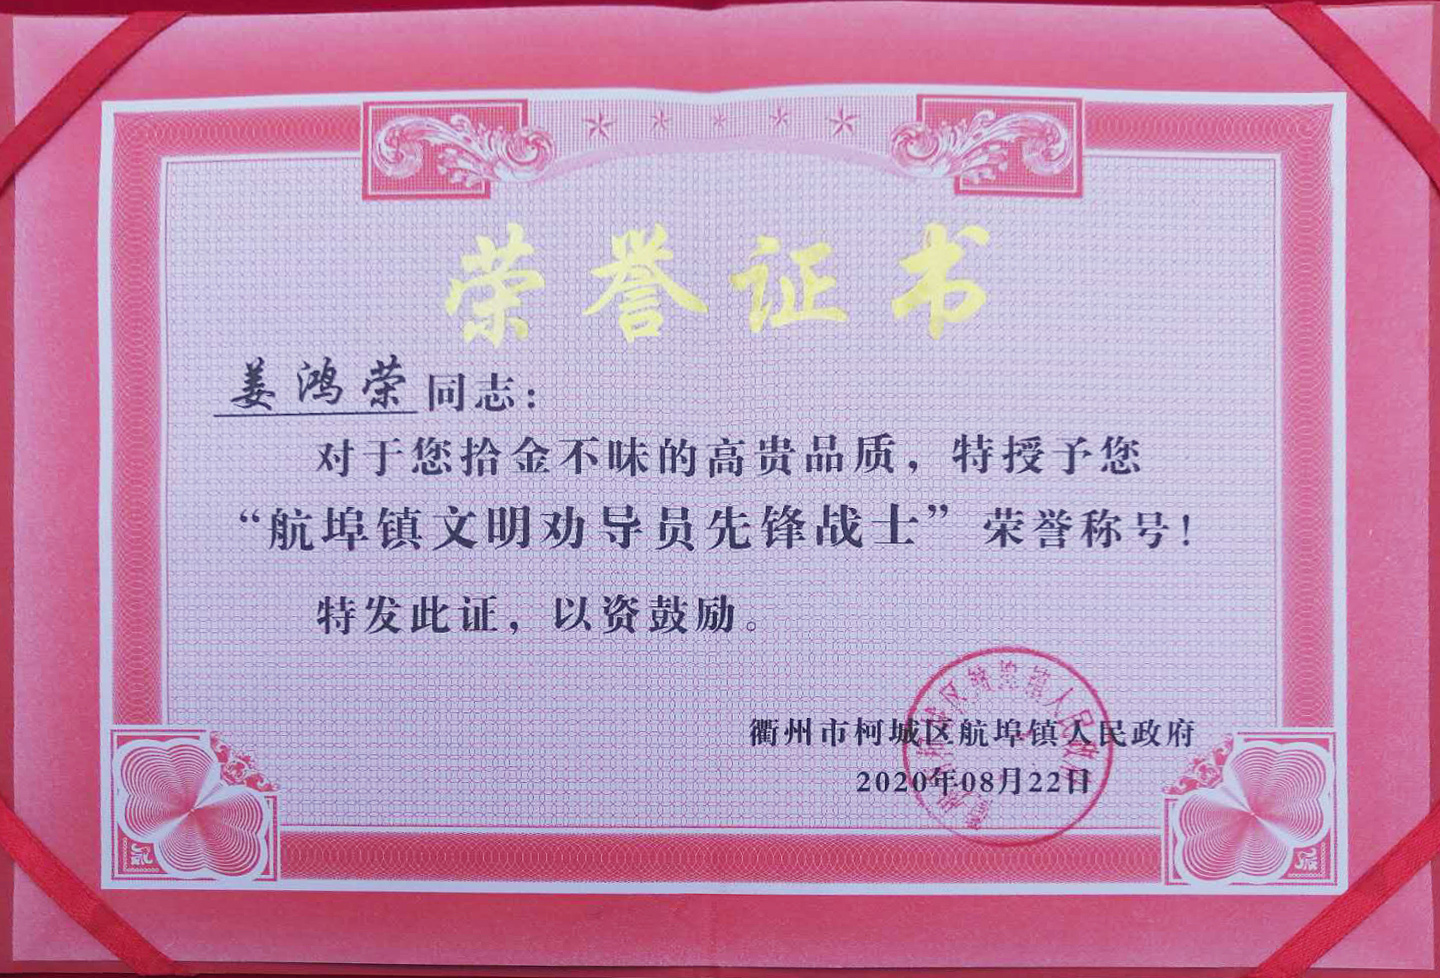 荣誉证书
姜鸿荣同志：
对于您拾金不昧的高贵品质，特授予您
“航埠镇文明劝导员先锋战士”荣誉称号！
特发此证，以资鼓励。
衢州市柯城区航埠镇人民政府
2020年08月22日